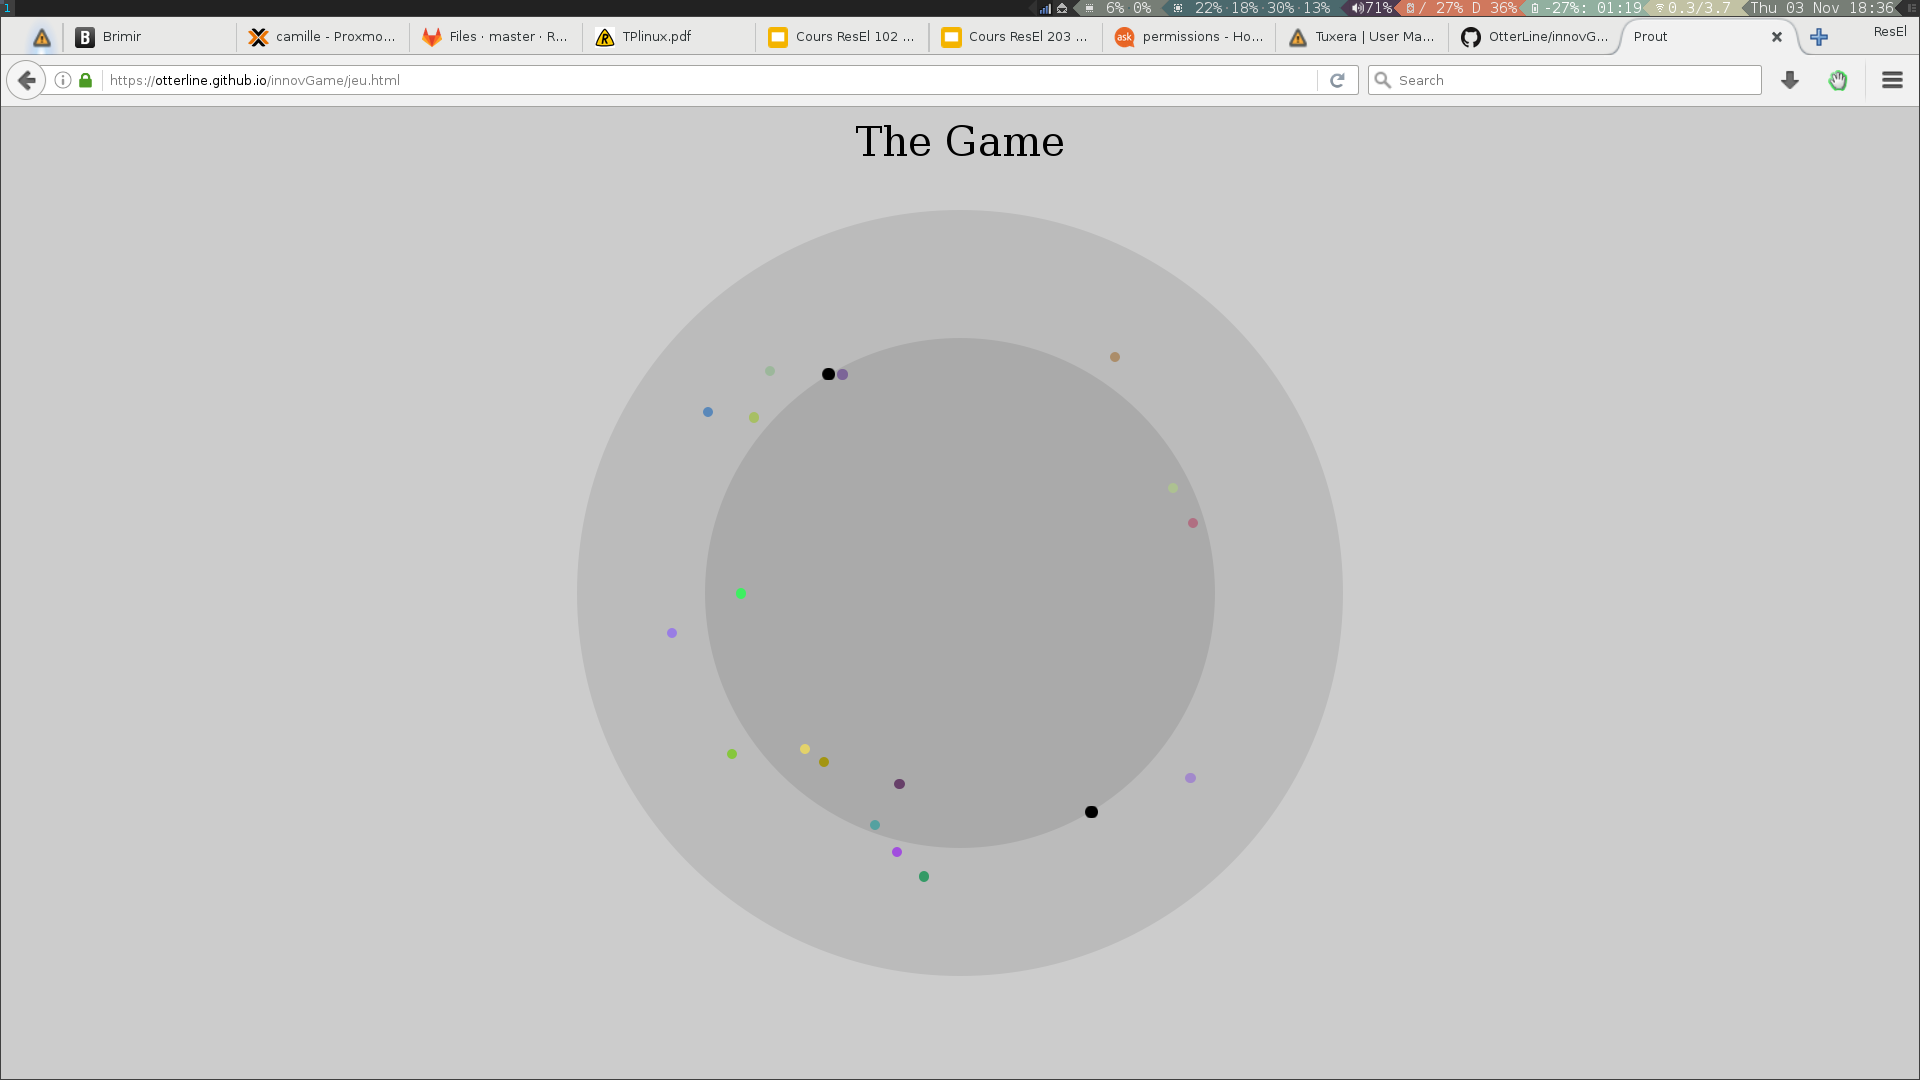 1 6% 0% 22% 18% 30% 13% 71% / 27% D 36% -27%: 01:19 0.3/3.7 Thu 03 Nov 18:36
B Brimir camille - Proxmo... Files · master · R... TPlinux.pdf Cours ResEl 102 ... Cours ResEl 203 ... ask permissions - Ho... Tuxera | User Ma... OtterLine/innovG... Prout ResEl
https://otterline.github.io/innovGame/jeu.html Search
The Game